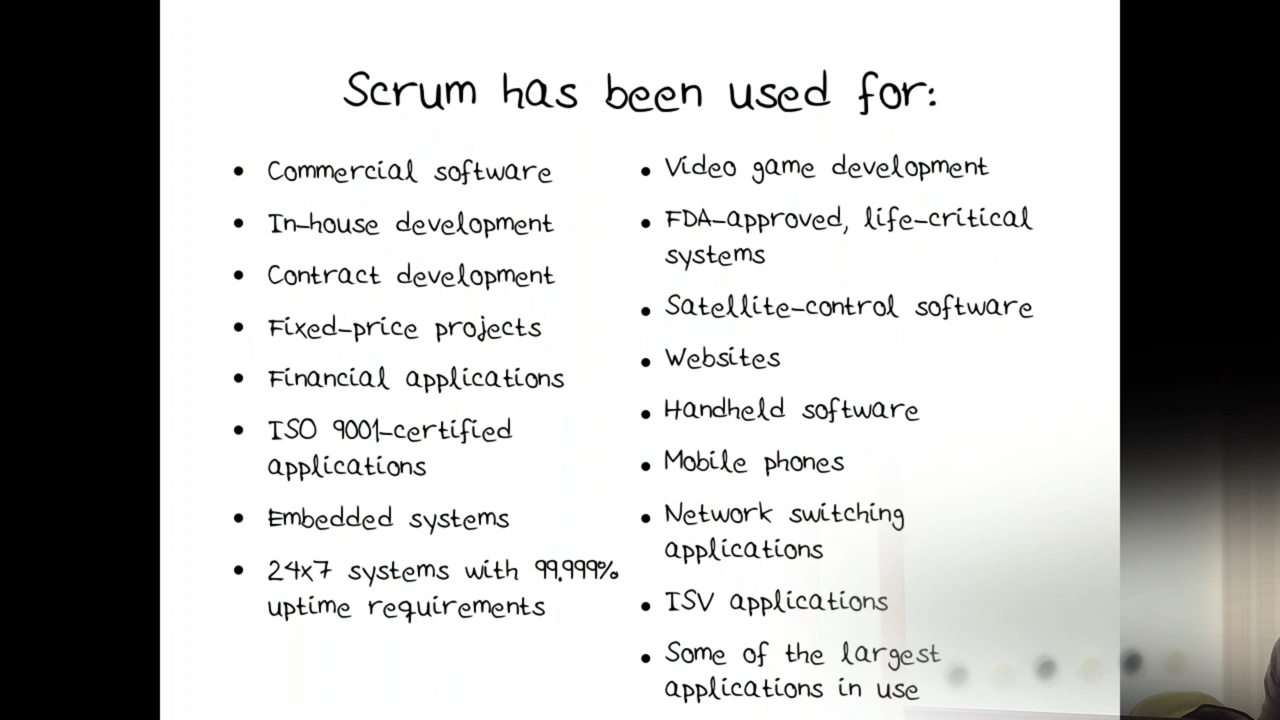 Scrum has been used for:
• Commercial software
• In-house development
• Contract development
• Fixed-price projects
• Financial applications
• ISO 9001-certified
applications
• Embedded systems
• 24x7 systems with 99.999%
uptime requirements
• Video game development
• FDA-approved, life-critical
systems
• Satellite-control software
• Websites
• Handheld software
• Mobile phones
• Network switching
applications
• ISV applications
• Some of the largest
applications in use